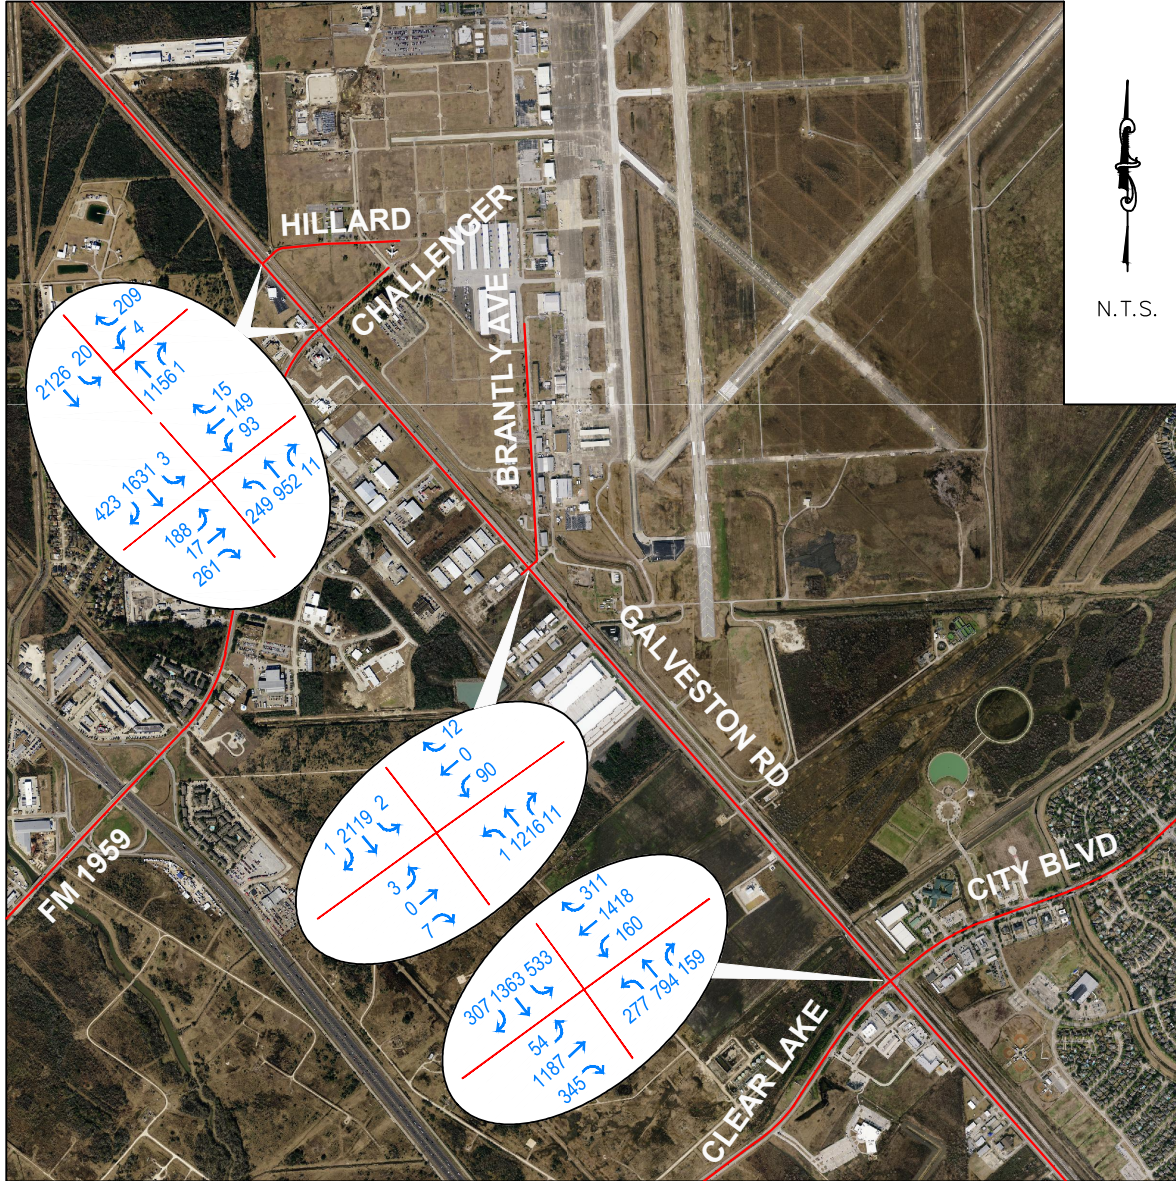 N.T.S.
HILLARD
CHALLENGER
BRANTLY AVE
209
4
2126 20
1156 1
15
149
93
423 1631 3
249 952 11
188
17
261
GALVESTON RD
12
0
90
1 2119 2
1 1216 11
3
0
7
FM 1959
CITY BLVD
311
1418
160
307 1363 533
277 794 159
54
1187
345
CLEAR LAKE